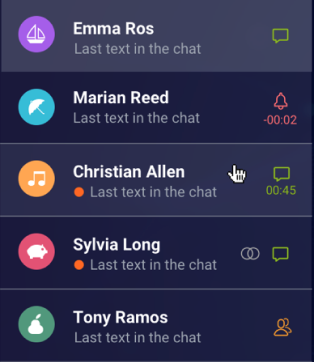 Emma Ros
Last text in the chat
Marian Reed
Last text in the chat
-00:02
Christian Allen
Last text in the chat
00:45
Sylvia Long
Last text in the chat
Tony Ramos
Last text in the chat